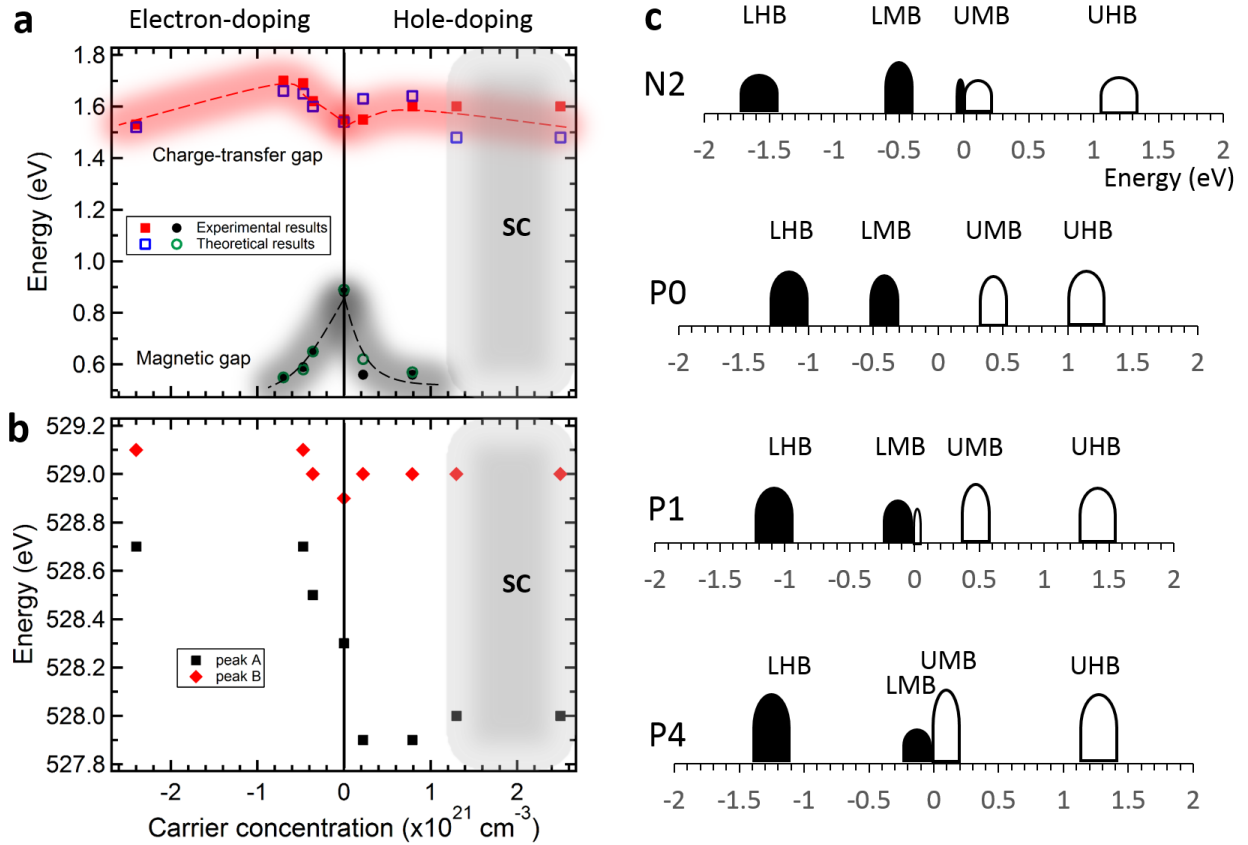 a
Electron-doping Hole-doping
1.8
1.6
1.4
1.2
1.0
0.8
0.6
Energy (eV)
Charge-transfer gap
Experimental results
Theoretical results
Magnetic gap
SC
b
529.2
529.0
528.8
528.6
528.4
528.2
528.0
527.8
Energy (eV)
peak A
peak B
SC
-2 -1 0 1 2
Carrier concentration (x10²¹ cm⁻³)
c
LHB LMB UMB UHB
N2
-2 -1.5 -1 -0.5 0 0.5 1 1.5 2
Energy (eV)
LHB LMB UMB UHB
P0
-2 -1.5 -1 -0.5 0 0.5 1 1.5 2
LHB LMB UMB UHB
P1
-2 -1.5 -1 -0.5 0 0.5 1 1.5 2
LHB LMB UMB UHB
P4
-2 -1.5 -1 -0.5 0 0.5 1 1.5 2